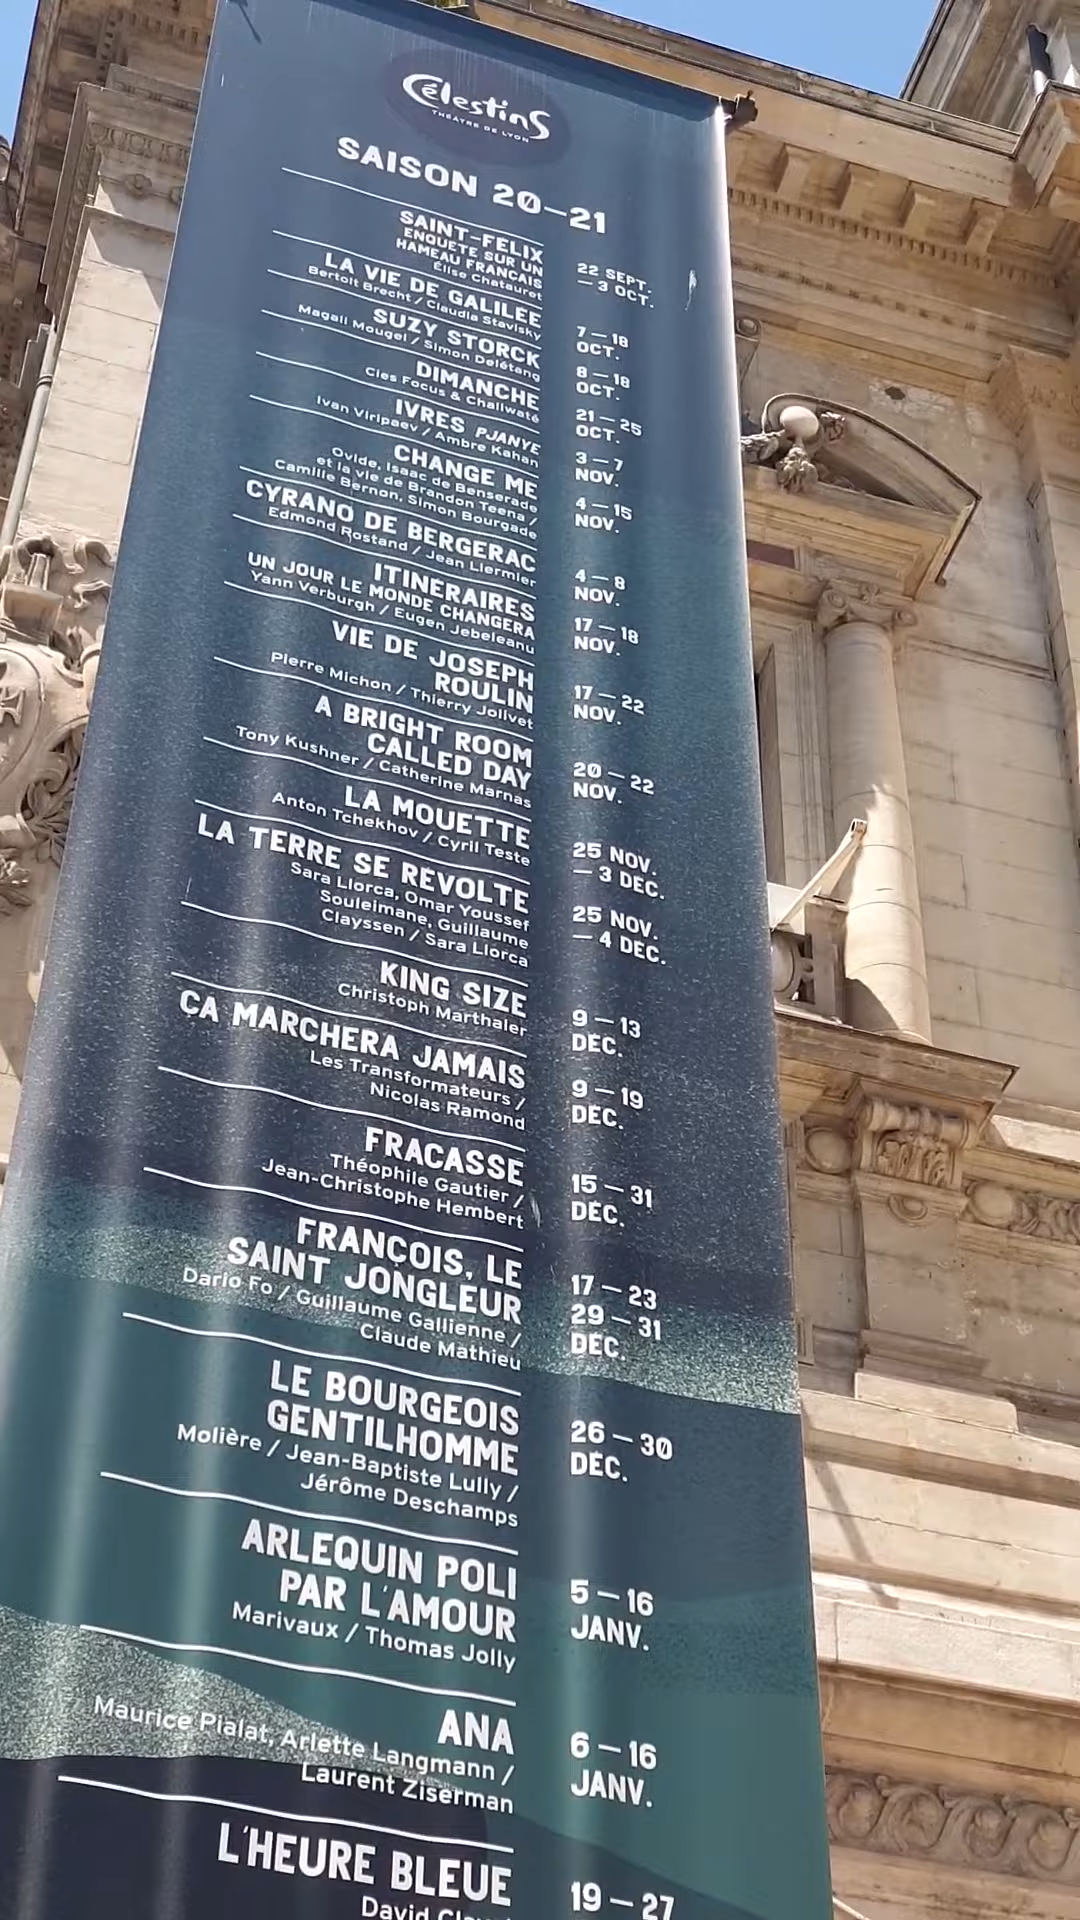 CélestinS
THÉÂTRE DE LYON
SAISON 20–21
SAINT-FELIX
ENQUÊTE SUR UN
HAMEAU FRANÇAIS
Élise Chatauret
22 SEPT.
— 3 OCT.
LA VIE DE GALILÉE
Bertolt Brecht / Claudia Stavisky
7 — 18
OCT.
SUZY STORCK
Magali Mougel / Simon Delétang
8 — 18
OCT.
DIMANCHE
Cies Focus & Chaliwaté
21 — 25
OCT.
IVRES PJANYE
Ivan Viripaev / Ambre Kahan
3 — 7
NOV.
CHANGE ME
Ovide, Isaac de Benserade
et la vie de Brandon Teena /
Camille Bernon, Simon Bourgade
4 — 15
NOV.
CYRANO DE BERGERAC
Edmond Rostand / Jean Liermier
4 — 8
NOV.
ITINÉRAIRES
UN JOUR LE MONDE CHANGERA
Yann Verburgh / Eugen Jebeleanu
17 — 18
NOV.
VIE DE JOSEPH
ROULIN
Pierre Michon / Thierry Jolivet
17 — 22
NOV.
A BRIGHT ROOM
CALLED DAY
Tony Kushner / Catherine Marnas
20 — 22
NOV.
LA MOUETTE
Anton Tchekhov / Cyril Teste
25 NOV.
— 3 DÉC.
LA TERRE SE RÉVOLTE
Sara Llorca, Omar Youssef
Souleimane, Guillaume
Clayssen / Sara Llorca
25 NOV.
— 4 DÉC.
KING SIZE
Christoph Marthaler
9 — 13
DÉC.
ÇA MARCHERA JAMAIS
Les Transformateurs /
Nicolas Ramond
9 — 19
DÉC.
FRACASSE
Théophile Gautier /
Jean-Christophe Hembert
15 — 31
DÉC.
FRANÇOIS, LE
SAINT JONGLEUR
Dario Fo / Guillaume Gallienne /
Claude Mathieu
17 — 23
29 — 31
DÉC.
LE BOURGEOIS
GENTILHOMME
Molière / Jean-Baptiste Lully /
Jérôme Deschamps
26 — 30
DÉC.
ARLEQUIN POLI
PAR L'AMOUR
Marivaux / Thomas Jolly
5 — 16
JANV.
ANA
Maurice Pialat, Arlette Langmann /
Laurent Ziserman
6 — 16
JANV.
L'HEURE BLEUE
David
19 — 27